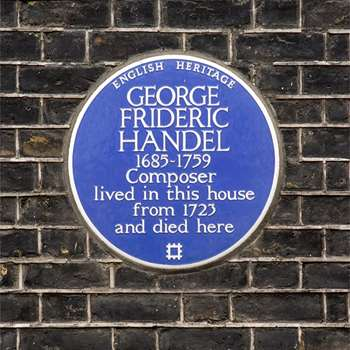 ENGLISH HERITAGE
GEORGE
FRIDERIC
HANDEL
1685-1759
Composer
lived in this house
from 1723
and died here